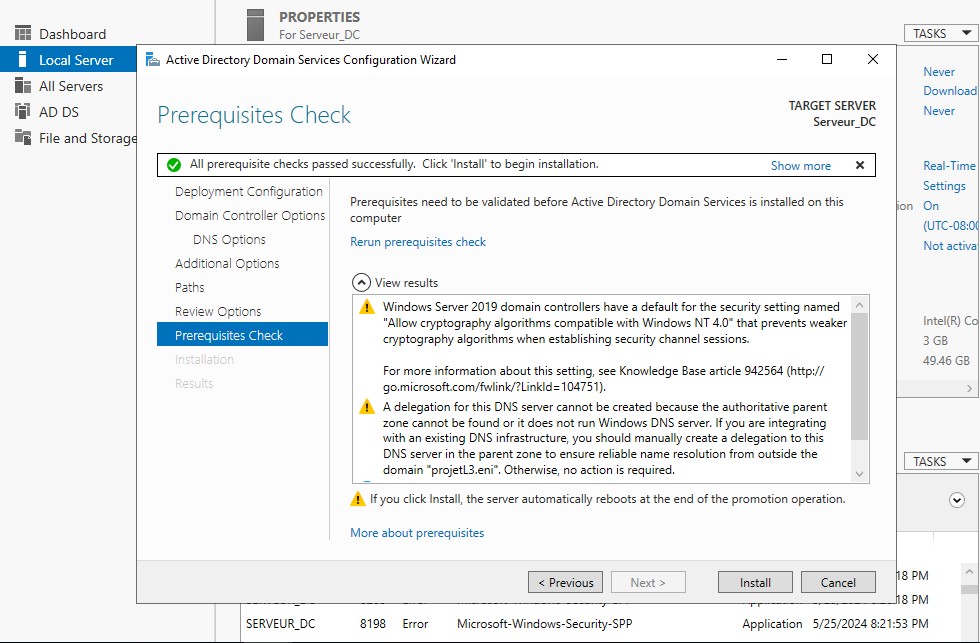 PROPERTIES
For Serveur_DC
TASKS
Dashboard
Local Server
All Servers
AD DS
File and Storage
Active Directory Domain Services Configuration Wizard
Prerequisites Check
TARGET SERVER
Serveur_DC
All prerequisite checks passed successfully. Click 'Install' to begin installation.
Show more
Deployment Configuration
Domain Controller Options
DNS Options
Additional Options
Paths
Review Options
Prerequisites Check
Installation
Results
Prerequisites need to be validated before Active Directory Domain Services is installed on this
computer
Rerun prerequisites check
View results
Windows Server 2019 domain controllers have a default for the security setting named
"Allow cryptography algorithms compatible with Windows NT 4.0" that prevents weaker
cryptography algorithms when establishing security channel sessions.
For more information about this setting, see Knowledge Base article 942564 (http://
go.microsoft.com/fwlink/?LinkId=104751).
A delegation for this DNS server cannot be created because the authoritative parent
zone cannot be found or it does not run Windows DNS server. If you are integrating
with an existing DNS infrastructure, you should manually create a delegation to this
DNS server in the parent zone to ensure reliable name resolution from outside the
domain "projetL3.eni". Otherwise, no action is required.
If you click Install, the server automatically reboots at the end of the promotion operation.
More about prerequisites
< Previous
Next >
Install
Cancel
Never
Download
Never
Real-Time
Settings
ion On
(UTC-08:00
Not activa
Intel(R) Co
3 GB
49.46 GB
TASKS
18 PM
18 PM
SERVEUR_DC 8198 Error Microsoft-Windows-Security-SPP Application 5/25/2024 8:21:53 PM